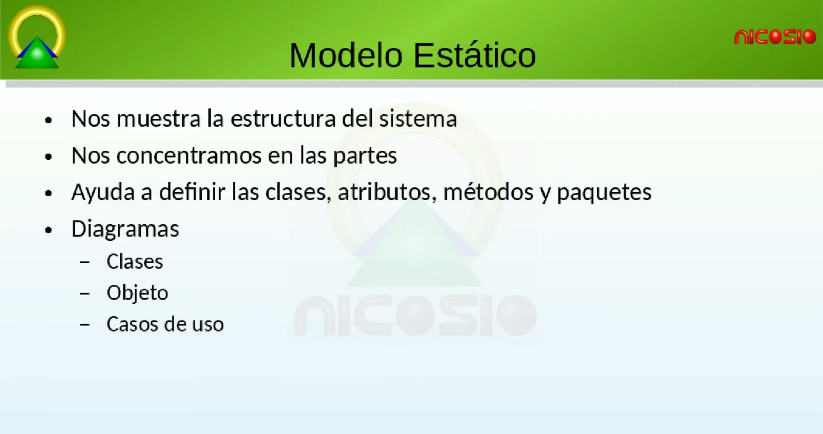 NICOSIO
Modelo Estático
• Nos muestra la estructura del sistema
• Nos concentramos en las partes
• Ayuda a definir las clases, atributos, métodos y paquetes
• Diagramas
– Clases
– Objeto
– Casos de uso
NICOSIO